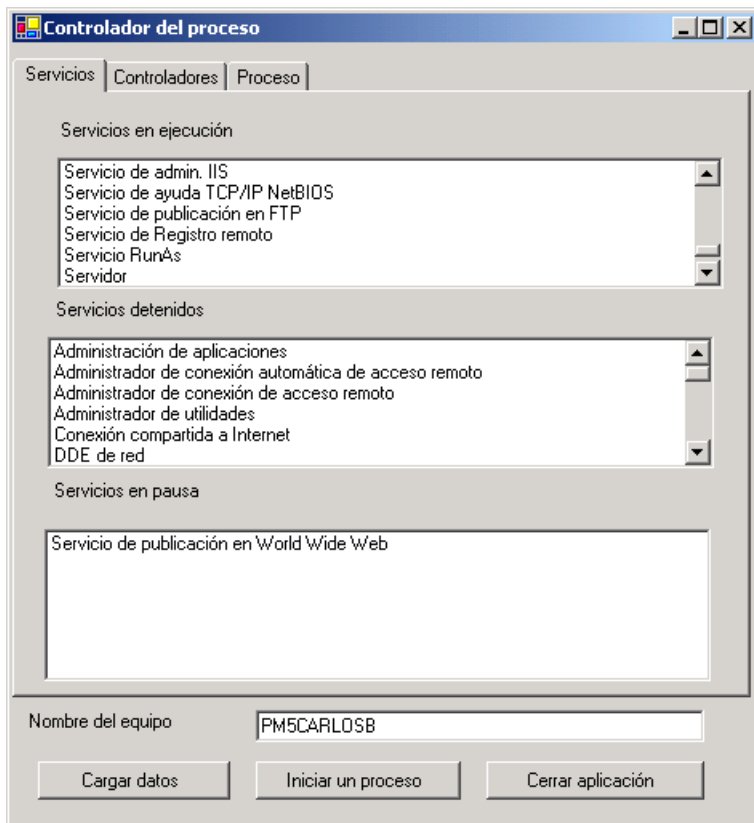 Controlador del proceso
Servicios Controladores Proceso
Servicios en ejecución
Servicio de admin. IIS
Servicio de ayuda TCP/IP NetBIOS
Servicio de publicación en FTP
Servicio de Registro remoto
Servicio RunAs
Servidor
Servicios detenidos
Administración de aplicaciones
Administrador de conexión automática de acceso remoto
Administrador de conexión de acceso remoto
Administrador de utilidades
Conexión compartida a Internet
DDE de red
Servicios en pausa
Servicio de publicación en World Wide Web
Nombre del equipo PM5CARLOSB
Cargar datos Iniciar un proceso Cerrar aplicación